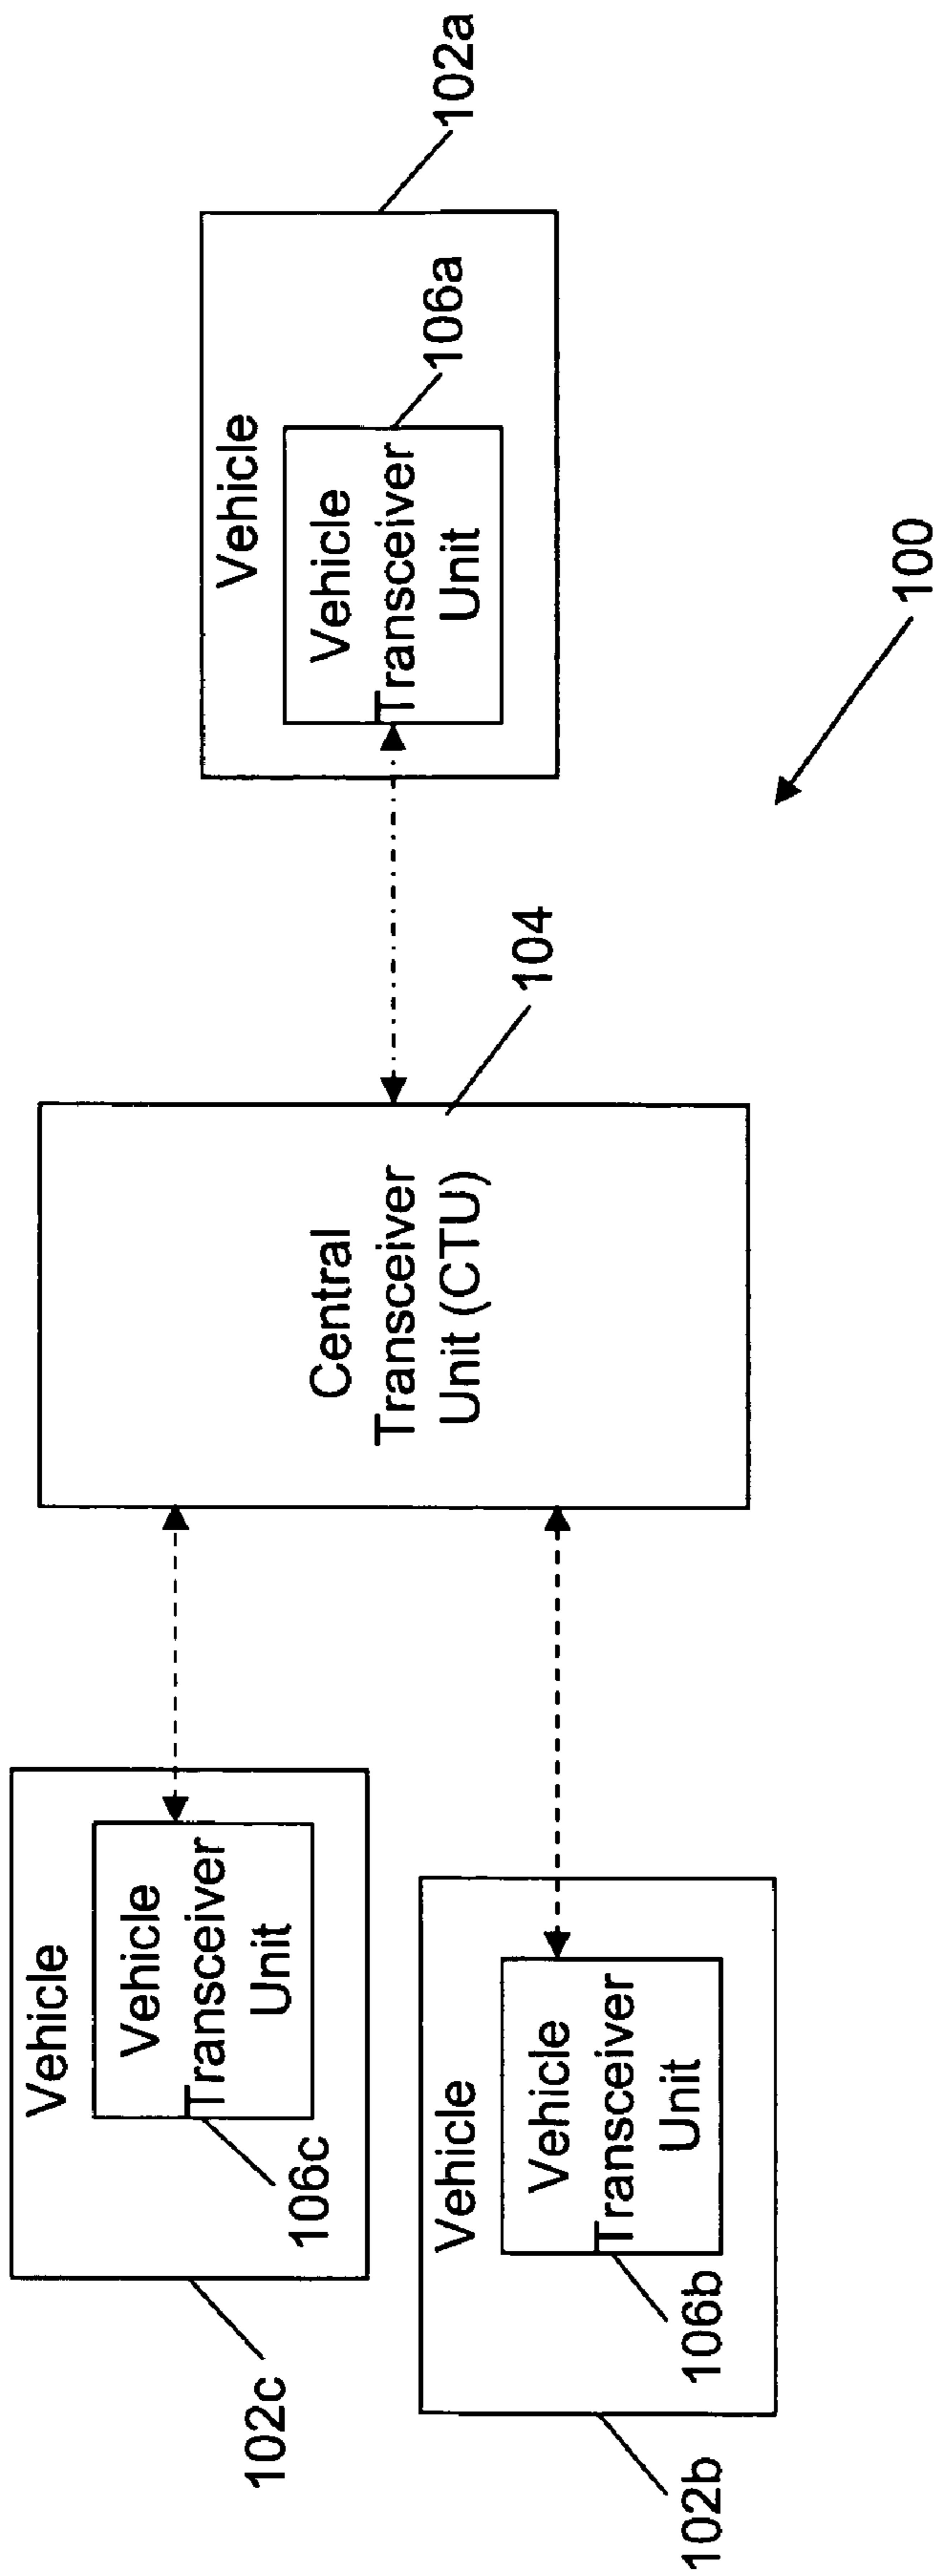 Vehicle
Vehicle
Transceiver
Unit
106c
102c
Vehicle
Vehicle
Transceiver
Unit
106b
102b
Central
Transceiver
Unit (CTU)
104
Vehicle
Vehicle
Transceiver
Unit
106a
102a
100